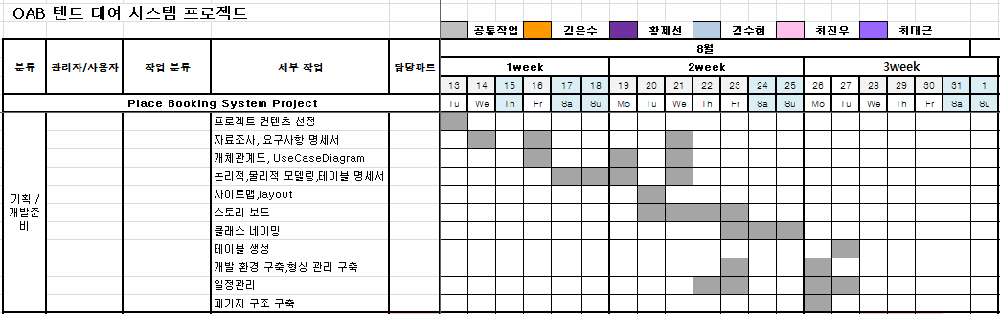 OAB 텐트 대여 시스템 프로젝트
공통작업 김은수 황제선 김수현 최진우 최대근
분류 관리자/사용자 작업 분류 세부 작업 담당파트 8월
1week 2week 3week
13 14 15 16 17 18 19 20 21 22 23 24 25 26 27 28 29 30 31 1
Place Booking System Project Tu We Th Fr Sa Su Mo Tu We Th Fr Sa Su Mo Tu We Th Fr Sa Su
기획 /
개발준
비
프로젝트 컨텐츠 선정
자료조사, 요구사항 명세서
개체관계도, UseCaseDiagram
논리적,물리적 모델링,테이블 명세서
사이트맵,layout
스토리 보드
클래스 네이밍
테이블 생성
개발 환경 구축,형상 관리 구축
일정관리
패키지 구조 구축